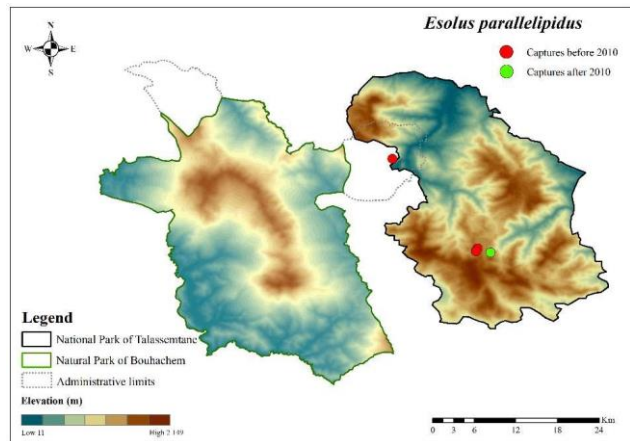 Esolus parallelipidus
N
W E
S
Captures before 2010
Captures after 2010
Legend
National Park of Talassemtane
Natural Park of Bouhachem
Administrative limits
Elevation (m)
Low 11 High 2 149
Km
0 3 6 12 18 24